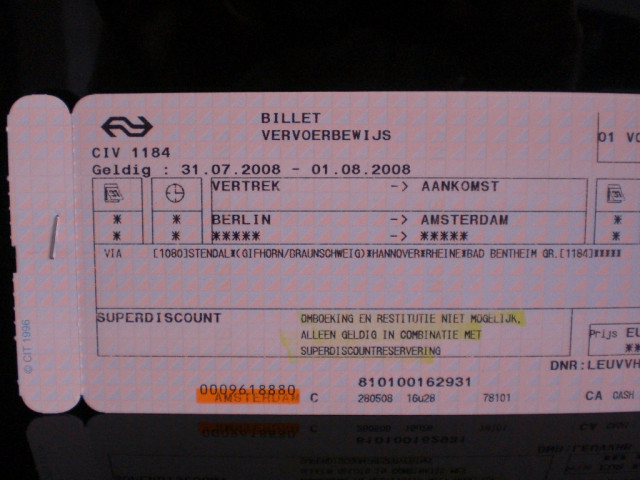 BILLET
VERVOERBEWIJS
CIV 1184
01 VO
Geldig : 31.07.2008 - 01.08.2008
VERTREK -> AANKOMST
* * BERLIN -> AMSTERDAM *
* * ***** -> ***** *
VIA [1080]STENDAL*(GIFHORN/BRAUNSCHWEIG)*HANNOVER*RHEINE*BAD BENTHEIM GR.[1184]*****
SUPERDISCOUNT
OMBOEKING EN RESTITUTIE NIET MOGELIJK,
ALLEEN GELDIG IN COMBINATIE MET
SUPERDISCOUNTRESERVERING
Prijs EU
**
DNR:LEUVVH
810100162931
0009618880
AMSTERDAM C 280508 16u28 78101 CA CASH
© CIT 1996